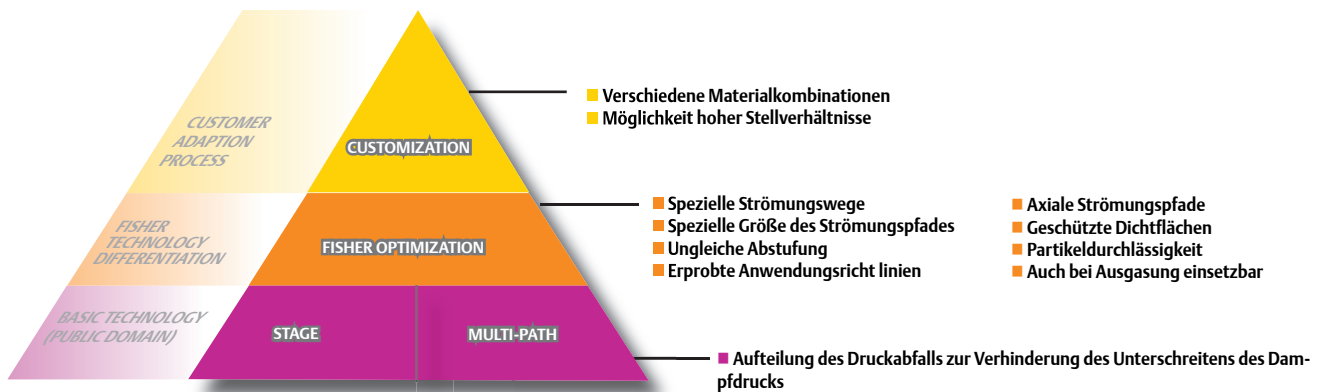 Verschiedene Materialkombinationen
Möglichkeit hoher Stellverhältnisse
CUSTOMER
ADAPTION
PROCESS
CUSTOMIZATION
Spezielle Strömungswege
Spezielle Größe des Strömungspfades
Ungleiche Abstufung
Erprobte Anwendungsricht linien
Axiale Strömungspfade
Geschützte Dichtflächen
Partikeldurchlässigkeit
Auch bei Ausgasung einsetzbar
FISHER
TECHNOLOGY
DIFFERENTIATION
FISHER OPTIMIZATION
BASIC TECHNOLOGY
(PUBLIC DOMAIN)
STAGE
MULTI-PATH
Aufteilung des Druckabfalls zur Verhinderung des Unterschreitens des Dam-
pfdrucks